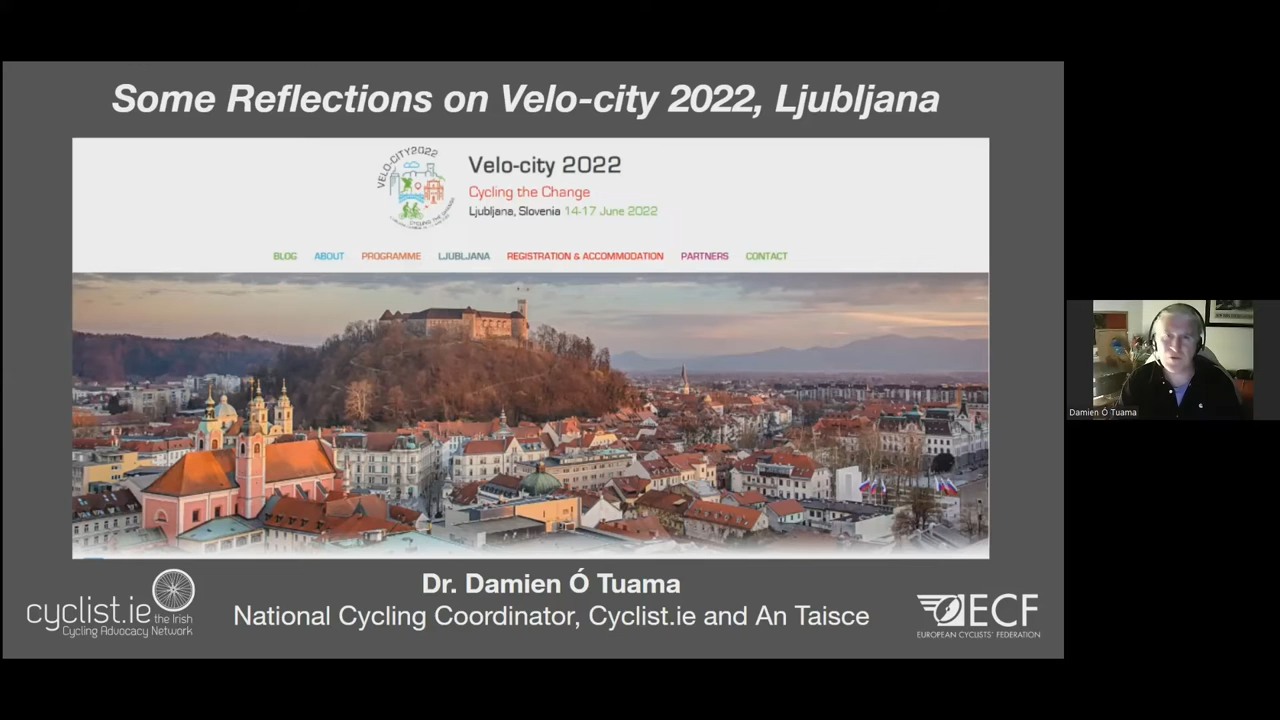 Some Reflections on Velo-city 2022, Ljubljana
VELO-CITY2022
Velo-city 2022
Cycling the Change
Ljubljana, Slovenia 14-17 June 2022
BLOG ABOUT PROGRAMME LJUBLJANA REGISTRATION & ACCOMMODATION PARTNERS CONTACT
Damien Ó Tuama
Dr. Damien Ó Tuama
National Cycling Coordinator, Cyclist.ie and An Taisce
cyclist.ie
the Irish
Cycling Advocacy Network
ECF
EUROPEAN CYCLISTS' FEDERATION